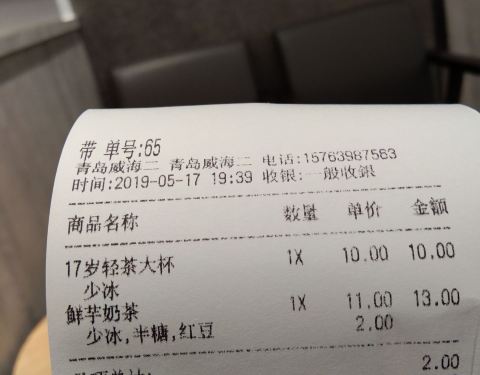 带 单号:65
青岛威海二 青岛威海二 电话:15763987563
时间:2019-05-17 19:39 收银:一般收銀
商品名称 数量 单价 金额
17岁轻茶大杯 1X 10.00 10.00
少冰
鲜芋奶茶 1X 11.00 13.00
少冰,半糖,红豆 2.00
2.00